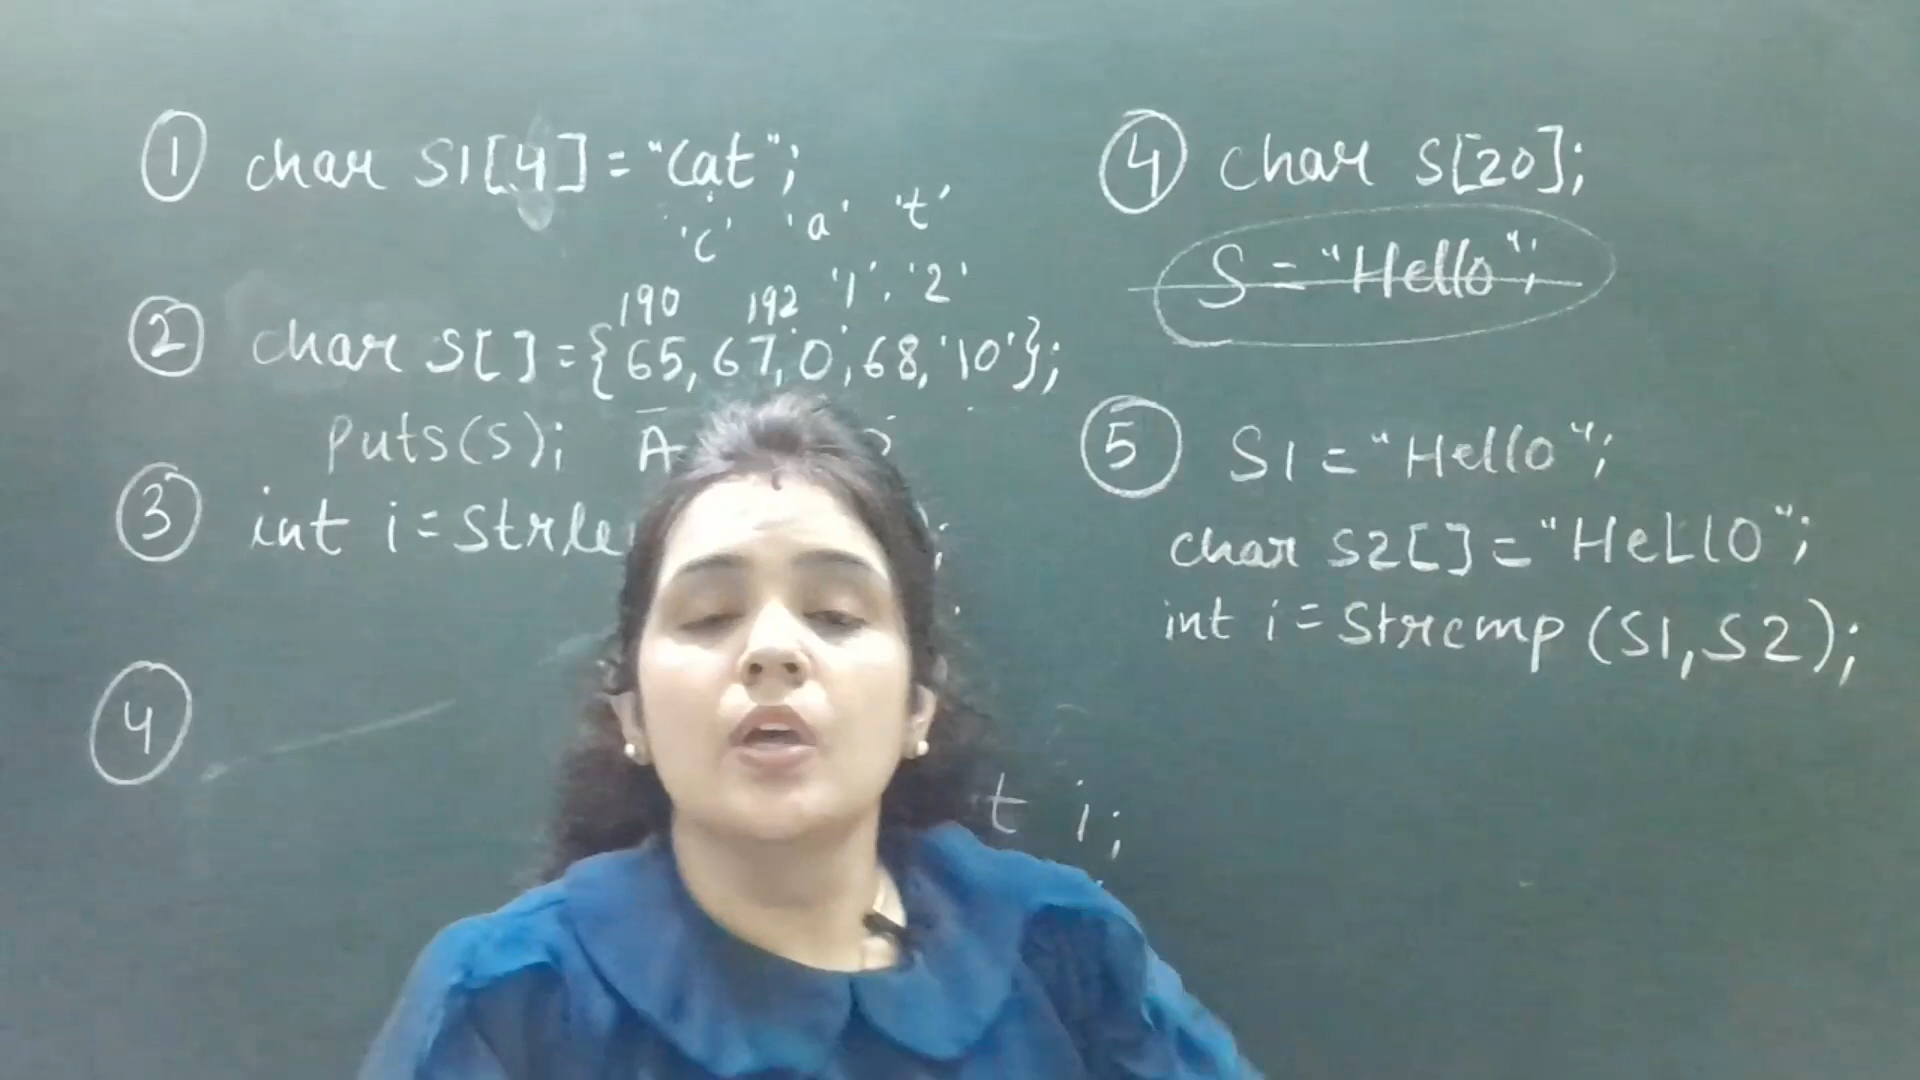 ① char S1[4] = "Cat";
'c' 'a' 't'
190 192 '1' '2'
② char S[] = {65, 67, '0', 68, '10'};
puts(s); A
③ int i = strle
④
t i;
④ char S[20];
S = "Hello";
⑤ S1 = "Hello";
char S2[] = "HeLLO";
int i = strcmp (S1, S2);